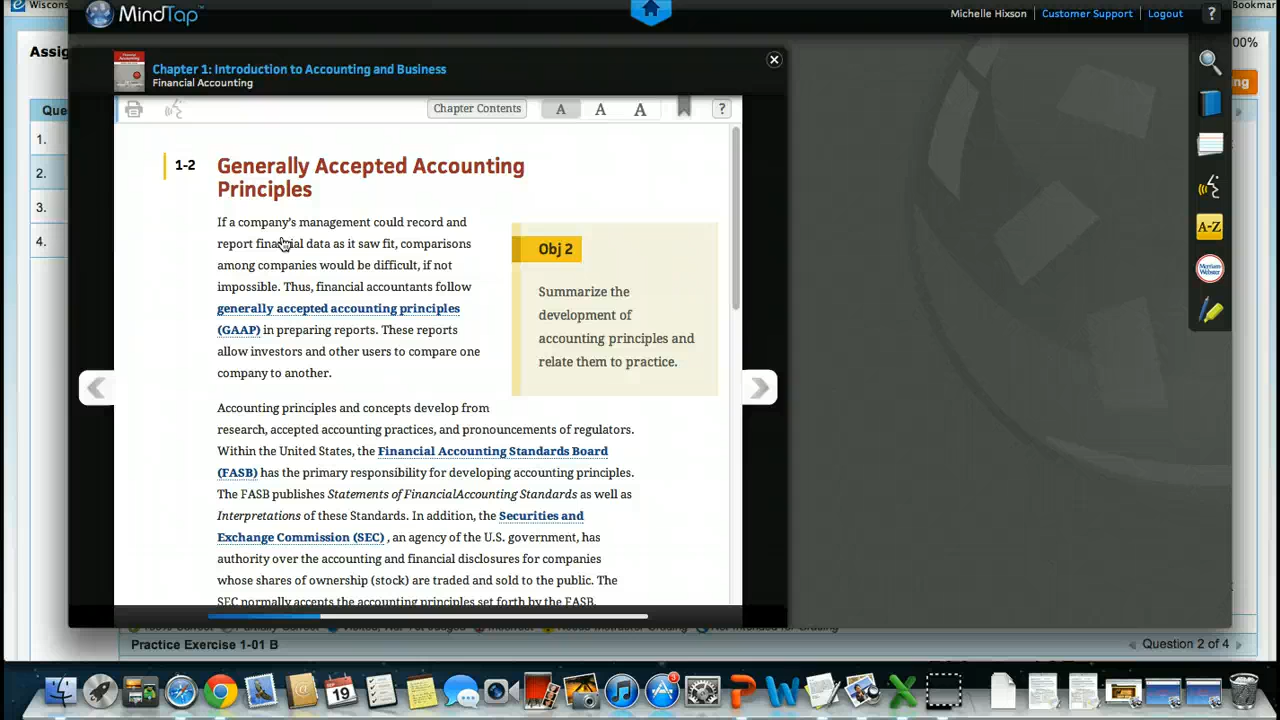 Wiscons
Bookmar
MindTap
Michelle Hixson
Customer Support
Logout
?
Assig
00%
Chapter 1: Introduction to Accounting and Business
Financial Accounting
ng
Que
Chapter Contents
A
A
A
?
1.
2.
3.
4.
1-2
Generally Accepted Accounting
Principles
If a company's management could record and
report financial data as it saw fit, comparisons
among companies would be difficult, if not
impossible. Thus, financial accountants follow
generally accepted accounting principles
(GAAP) in preparing reports. These reports
allow investors and other users to compare one
company to another.
Obj 2
Summarize the
development of
accounting principles and
relate them to practice.
Accounting principles and concepts develop from
research, accepted accounting practices, and pronouncements of regulators.
Within the United States, the Financial Accounting Standards Board
(FASB) has the primary responsibility for developing accounting principles.
The FASB publishes Statements of FinancialAccounting Standards as well as
Interpretations of these Standards. In addition, the Securities and
Exchange Commission (SEC) , an agency of the U.S. government, has
authority over the accounting and financial disclosures for companies
whose shares of ownership (stock) are traded and sold to the public. The
SEC normally accepts the accounting principles set forth by the FASB.
A-Z
Merriam
Webster
Practice Exercise 1-01 B
Question 2 of 4
19
3